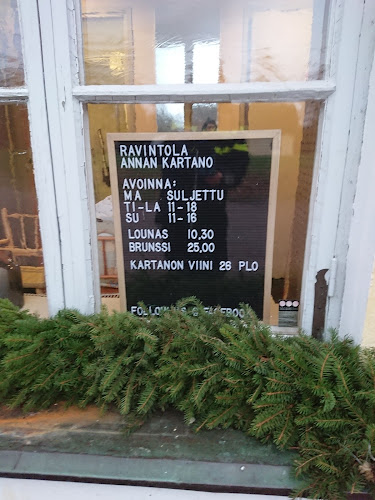 RAVINTOLA
ANNAN KARTANO
AVOINNA:
MA SULJETTU
TI-LA 11-18
SU 11-16
LOUNAS 10,30
BRUNSSI 25,00
KARTANON VIINI 26 PLO
FACEBOOK